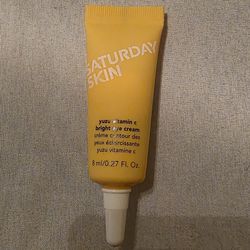 SATURDAY
SKIN
yuzu vitamin c
bright eye cream
crème contour des
yeux éclaircissante
yuzu vitamine c
8 ml/0.27 Fl. Oz.